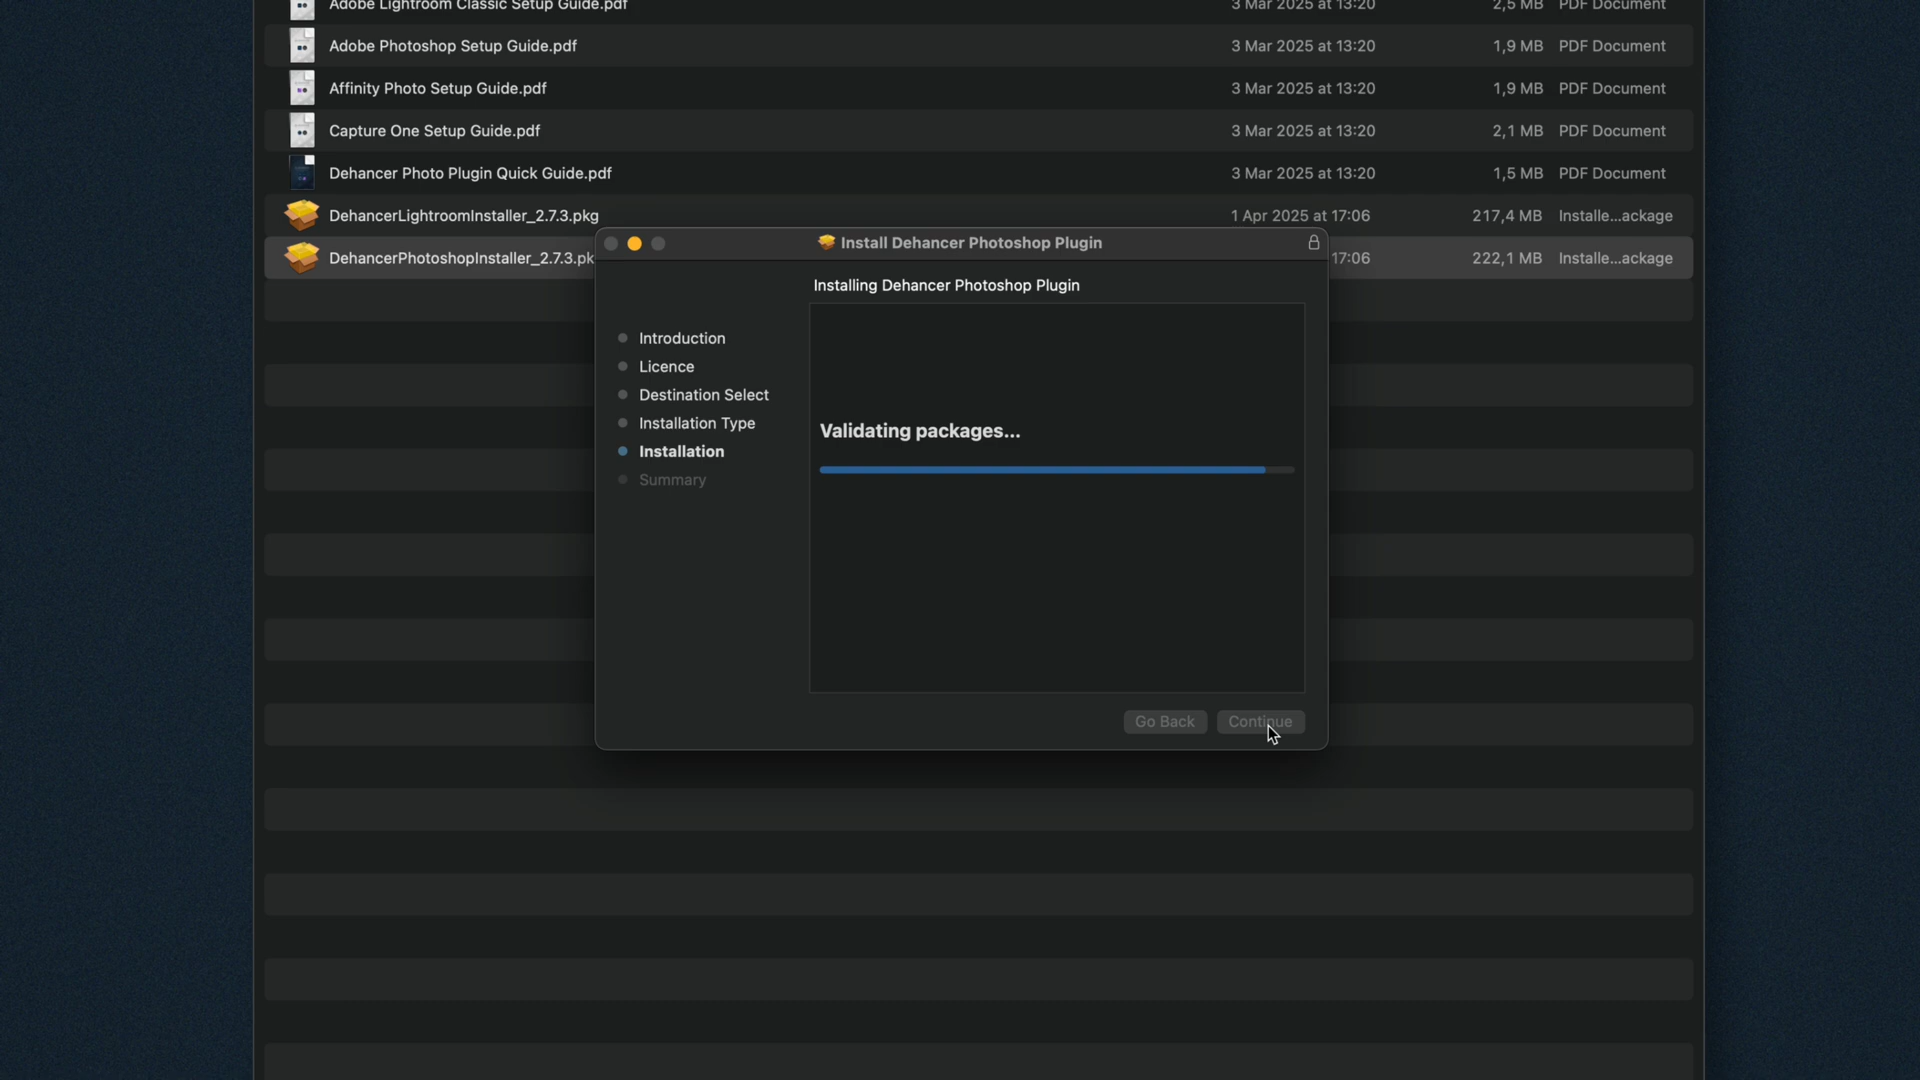 Adobe Lightroom Classic Setup Guide.pdf 3 Mar 2025 at 13:20 2,5 MB PDF Document
Adobe Photoshop Setup Guide.pdf 3 Mar 2025 at 13:20 1,9 MB PDF Document
Affinity Photo Setup Guide.pdf 3 Mar 2025 at 13:20 1,9 MB PDF Document
Capture One Setup Guide.pdf 3 Mar 2025 at 13:20 2,1 MB PDF Document
Dehancer Photo Plugin Quick Guide.pdf 3 Mar 2025 at 13:20 1,5 MB PDF Document
DehancerLightroomInstaller_2.7.3.pkg 1 Apr 2025 at 17:06 217,4 MB Installe...ackage
DehancerPhotoshopInstaller_2.7.3.pk 17:06 222,1 MB Installe...ackage
Install Dehancer Photoshop Plugin
Installing Dehancer Photoshop Plugin
Introduction
Licence
Destination Select
Installation Type
Installation
Summary
Validating packages...
Go Back Continue